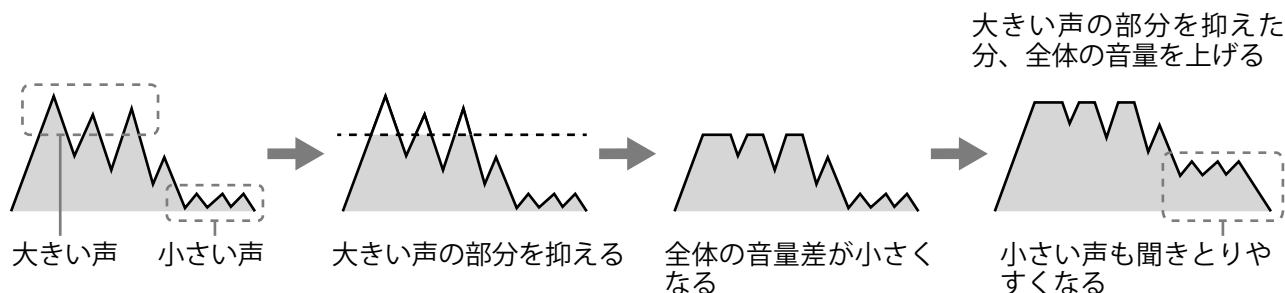 大きい声
小さい声
大きい声の部分を抑える
全体の音量差が小さく
なる
大きい声の部分を抑えた
分、全体の音量を上げる
小さい声も聞きとりや
すくなる